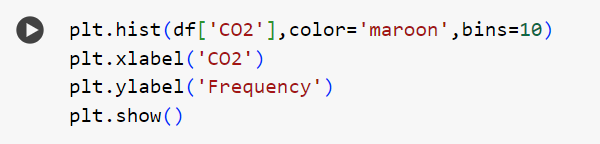 plt.hist(df['CO2'],color='maroon',bins=10)
plt.xlabel('CO2')
plt.ylabel('Frequency')
plt.show()